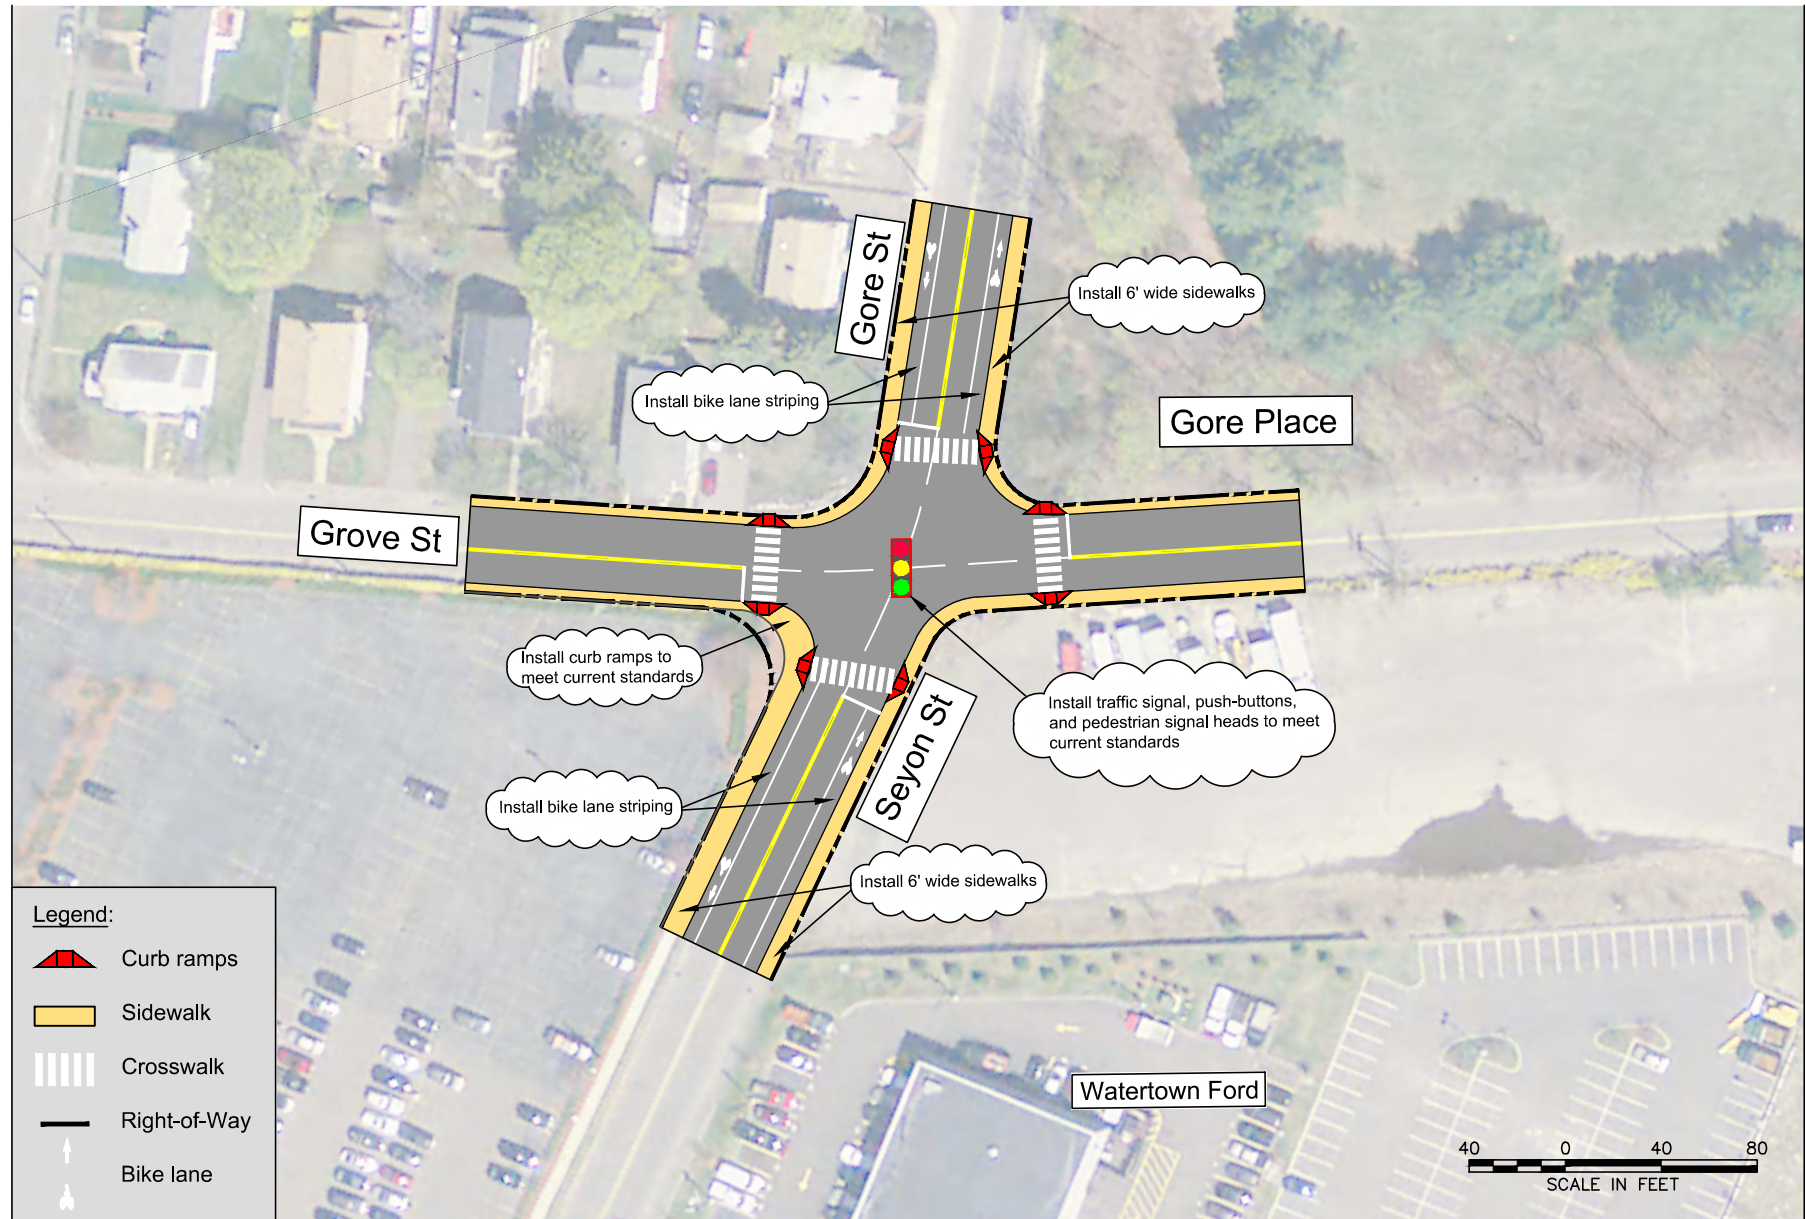 Gore St
Install 6' wide sidewalks
Install bike lane striping
Gore Place
Grove St
Install curb ramps to
meet current standards
Install traffic signal, push-buttons,
and pedestrian signal heads to meet
current standards
Seyon St
Install bike lane striping
Install 6' wide sidewalks
Legend:
Curb ramps
Sidewalk
Crosswalk
Right-of-Way
Bike lane
Watertown Ford
40 0 40 80
SCALE IN FEET